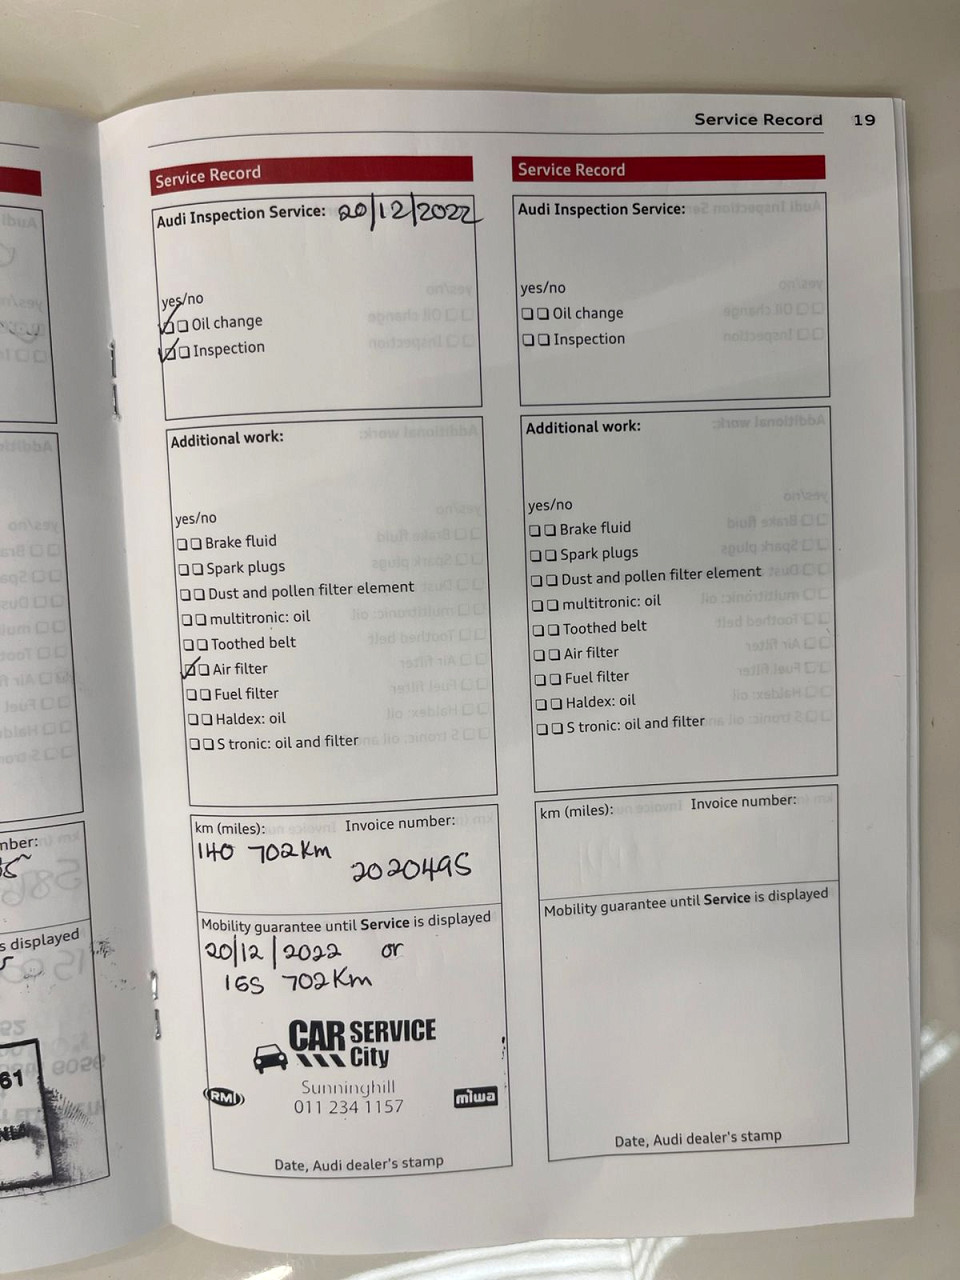 Service Record 19
Service Record
Audi Inspection Service: 20/12/2022
yes/no
Oil change
Inspection
Additional work:
yes/no
Brake fluid
Spark plugs
Dust and pollen filter element
multitronic: oil
Toothed belt
Air filter
Fuel filter
Haldex: oil
S tronic: oil and filter
km (miles): Invoice number:
140 702Km
2020495
Mobility guarantee until Service is displayed
20/12/2022 or
165 702Km
CAR SERVICE
City
Sunninghill
RMI
miwa
011 234 1157
Date, Audi dealer's stamp
Service Record
Audi Inspection Service:
yes/no
Oil change
Inspection
Additional work:
yes/no
Brake fluid
Spark plugs
Dust and pollen filter element
multitronic: oil
Toothed belt
Air filter
Fuel filter
Haldex: oil
S tronic: oil and filter
km (miles): Invoice number:
Mobility guarantee until Service is displayed
Date, Audi dealer's stamp
mber:
s displayed
61